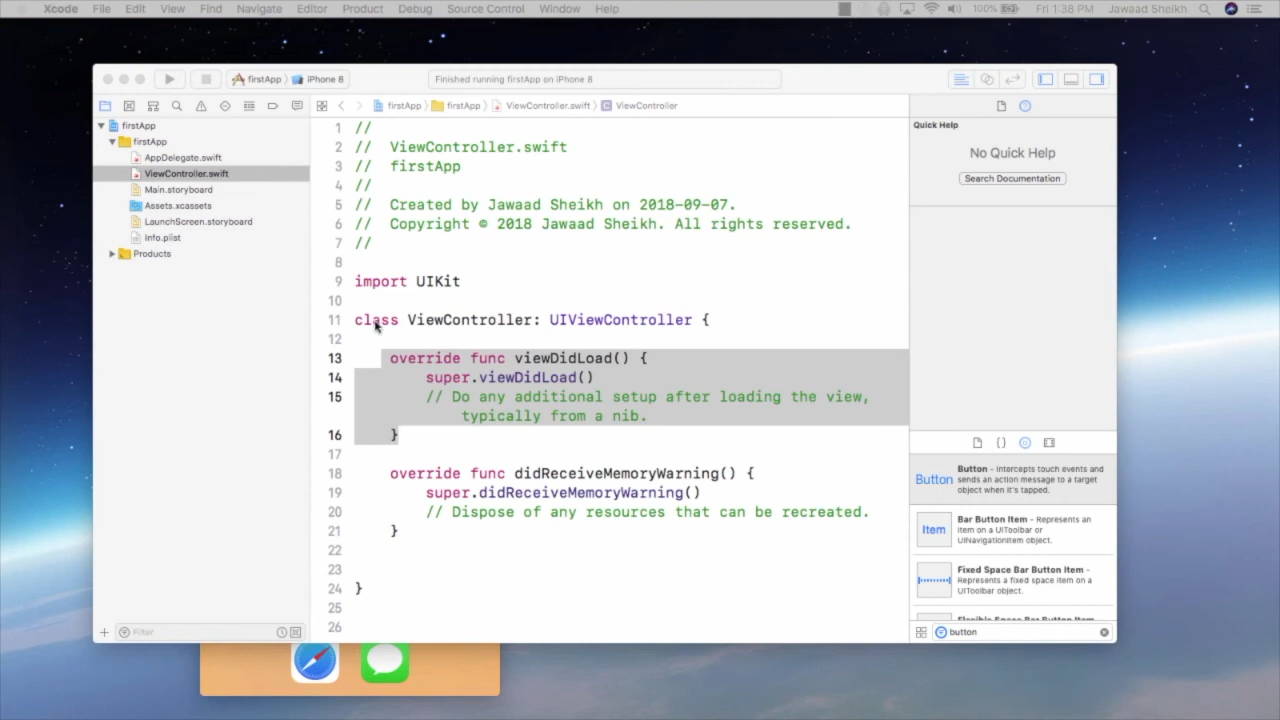 Xcode File Edit View Find Navigate Editor Product Debug Source Control Window Help 100% Fri 1:38 PM Jawaad Sheikh
firstApp iPhone 8 Finished running firstApp on iPhone 8
firstApp firstApp ViewController.swift ViewController
firstApp
firstApp
AppDelegate.swift
ViewController.swift
Main.storyboard
Assets.xcassets
LaunchScreen.storyboard
Info.plist
Products
Filter
1 //
2 // ViewController.swift
3 // firstApp
4 //
5 // Created by Jawaad Sheikh on 2018-09-07.
6 // Copyright © 2018 Jawaad Sheikh. All rights reserved.
7 //
8
9 import UIKit
10
11 class ViewController: UIViewController {
12
13 override func viewDidLoad() {
14 super.viewDidLoad()
15 // Do any additional setup after loading the view,
typically from a nib.
16 }
17
18 override func didReceiveMemoryWarning() {
19 super.didReceiveMemoryWarning()
20 // Dispose of any resources that can be recreated.
21 }
22
23
24 }
25
26
Quick Help
No Quick Help
Search Documentation
{}
Button
Button - Intercepts touch events and
sends an action message to a target
object when it's tapped.
Item
Bar Button Item - Represents an
item on a UIToolbar or
UINavigationItem object.
Fixed Space Bar Button Item -
Represents a fixed space item on a
UIToolbar object.
Flexible Space Bar Button Item
button